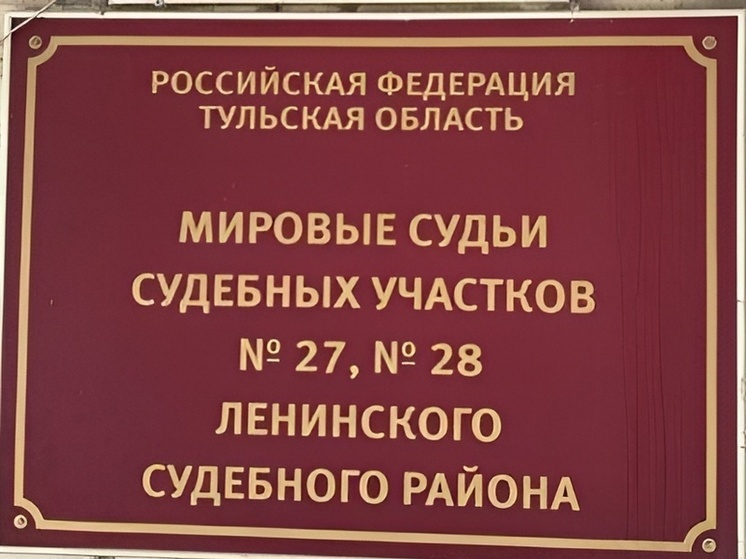 РОССИЙСКАЯ ФЕДЕРАЦИЯ
ТУЛЬСКАЯ ОБЛАСТЬ
МИРОВЫЕ СУДЬИ
СУДЕБНЫХ УЧАСТКОВ
№ 27, № 28
ЛЕНИНСКОГО
СУДЕБНОГО РАЙОНА